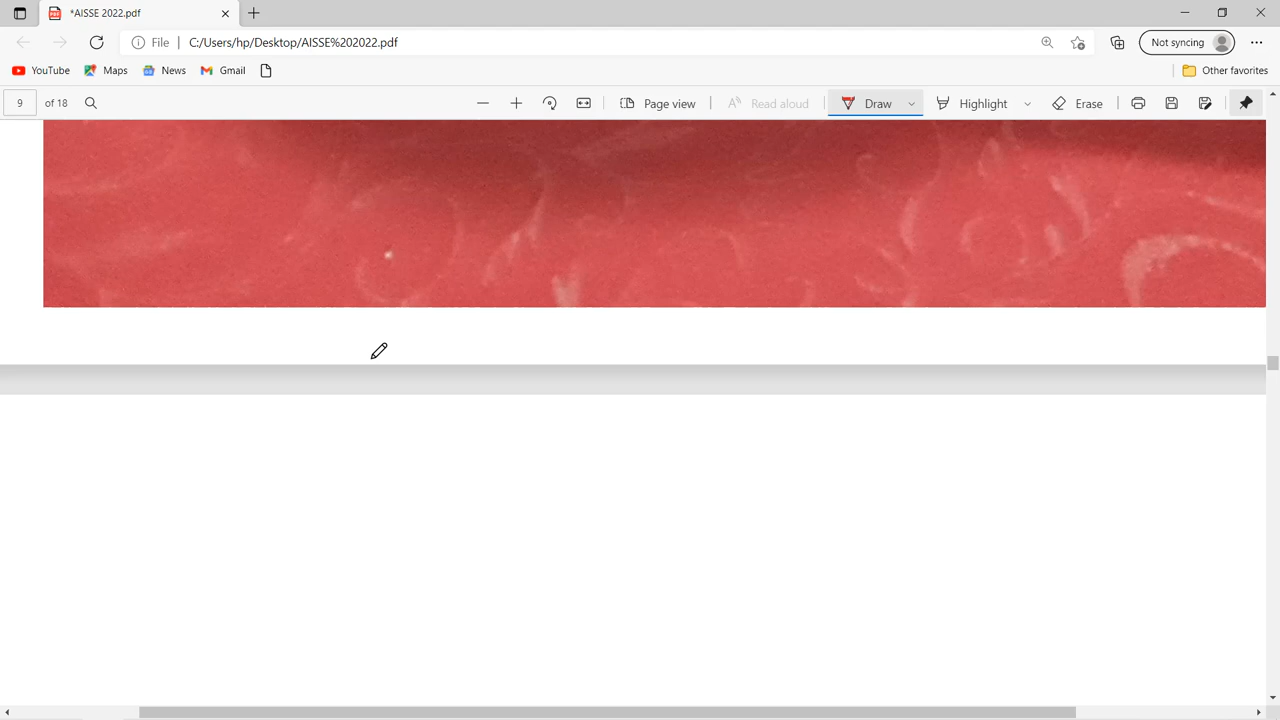 *AISSE 2022.pdf
File
C:/Users/hp/Desktop/AISSE%202022.pdf
Not syncing
YouTube
Maps
News
Gmail
Other favorites
9 of 18
Page view
Read aloud
Draw
Highlight
Erase